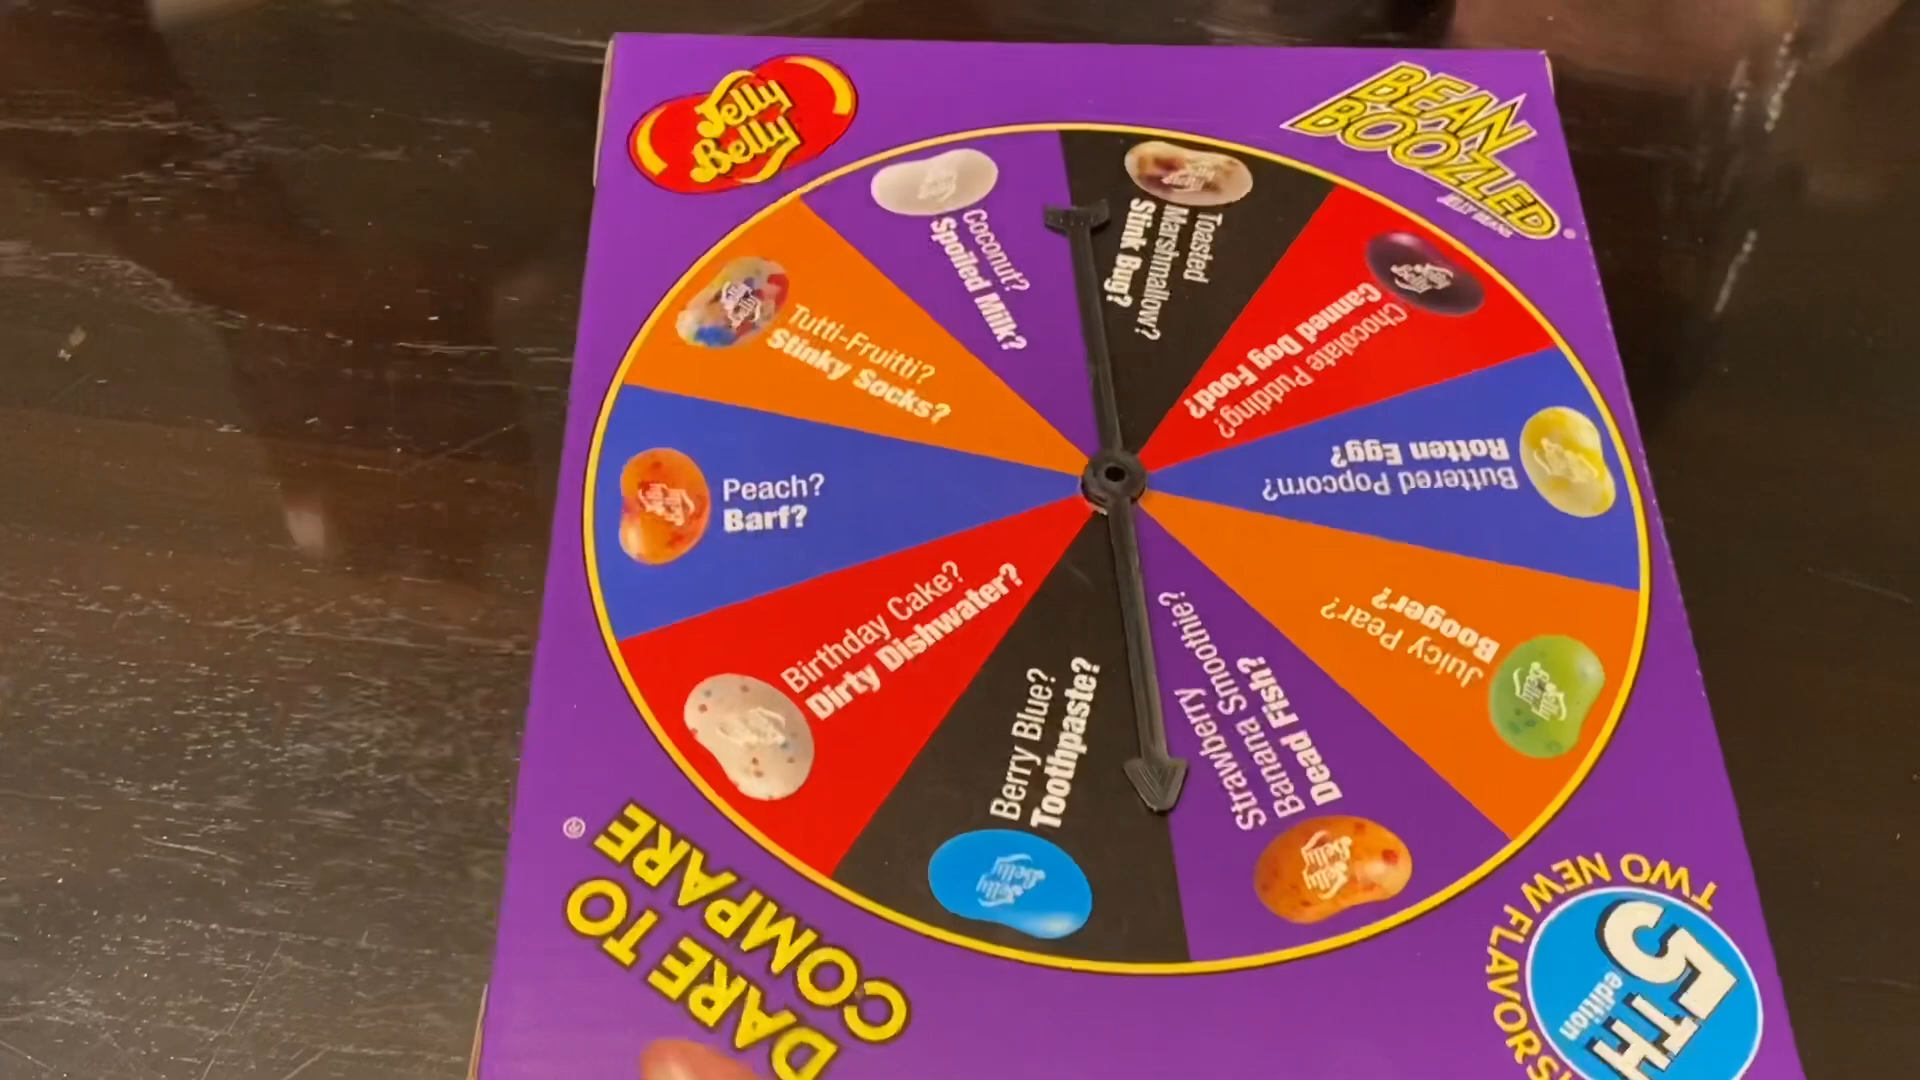 Jelly
Belly
BEAN
BOOZLED
Coconut?
Spoiled Milk?
Toasted
Marshmallow?
Stink Bug?
Chocolate Pudding?
Canned Dog Food?
Buttered Popcorn?
Rotten Egg?
Juicy Pear?
Booger?
Strawberry
Banana Smoothie?
Dead Fish?
Berry Blue?
Toothpaste?
Birthday Cake?
Dirty Dishwater?
Peach?
Barf?
Tutti-Fruitti?
Stinky Socks?
DARE TO
COMPARE
®
TWO NEW FLAVORS!
5TH
edition